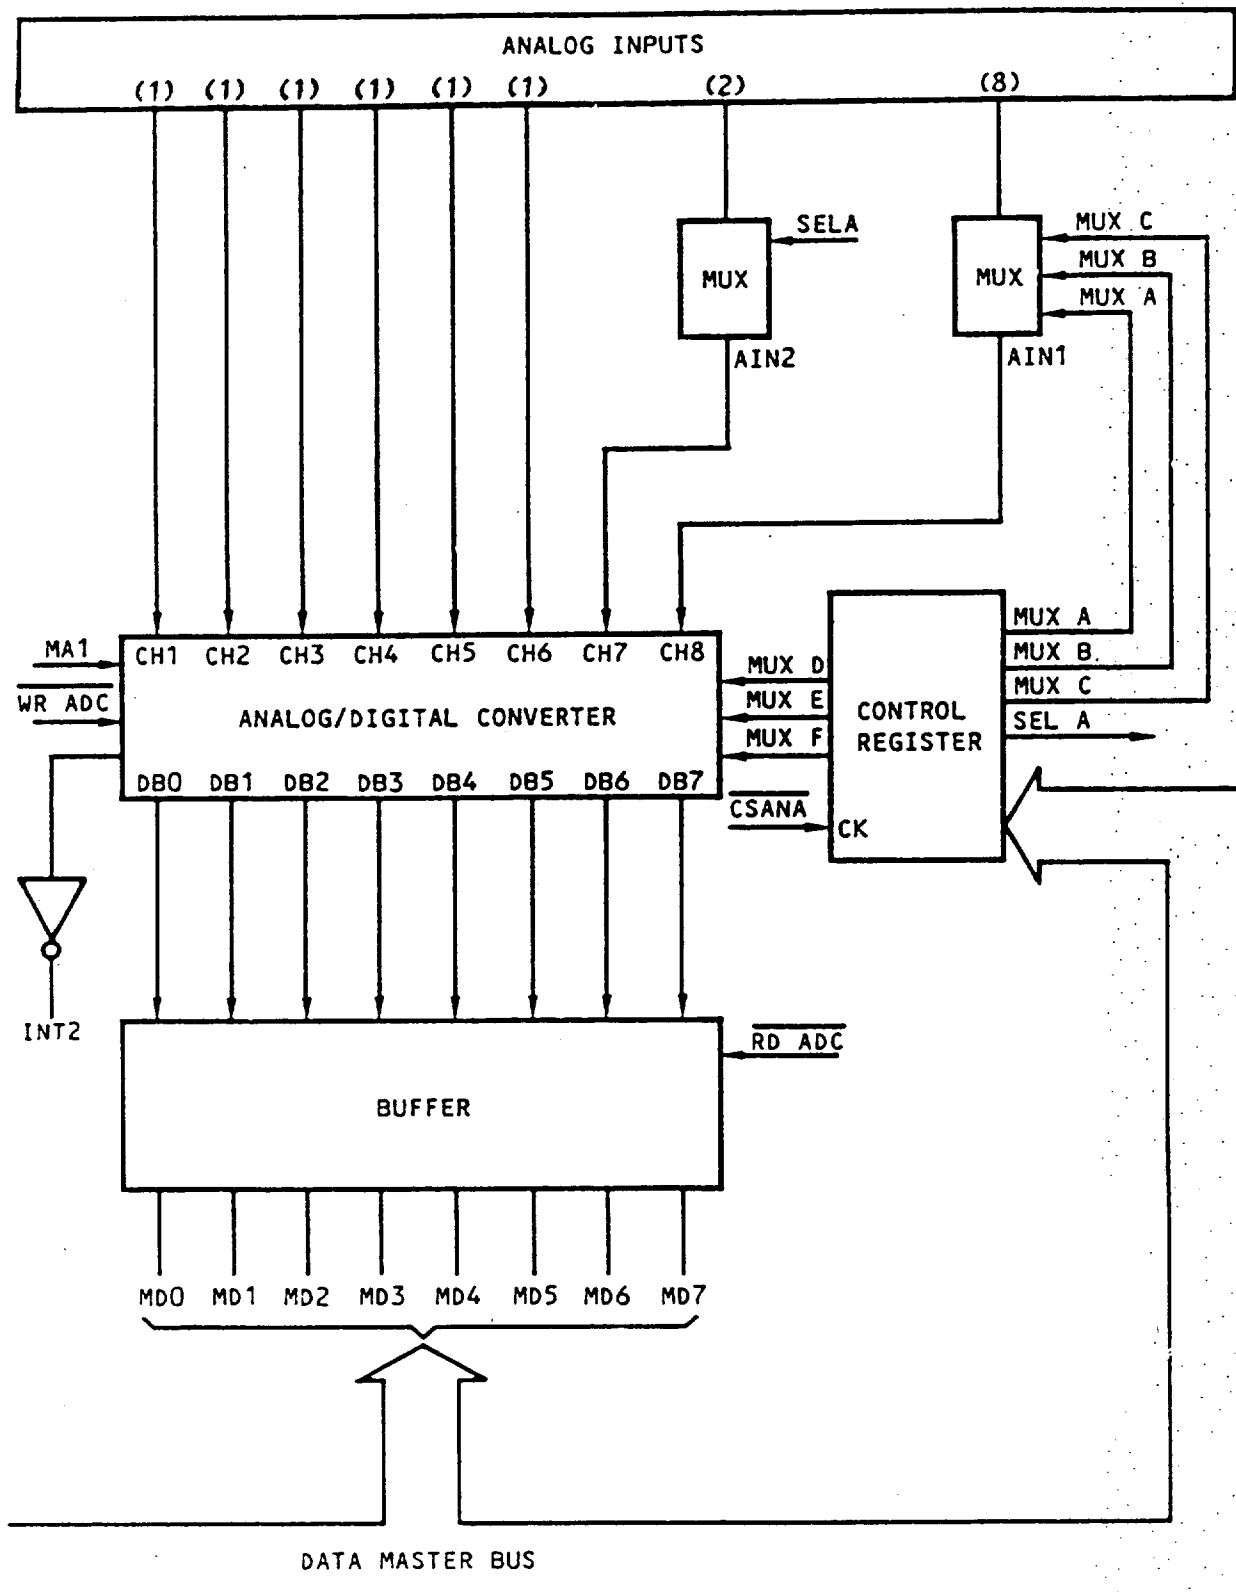 ANALOG INPUTS
(1) (1) (1) (1) (1) (1) (2) (8)
SELA
MUX C
MUX B
MUX A
MUX
MUX
AIN2
AIN1
MA1
WR ADC
CH1 CH2 CH3 CH4 CH5 CH6 CH7 CH8
ANALOG/DIGITAL CONVERTER
DB0 DB1 DB2 DB3 DB4 DB5 DB6 DB7
MUX D
MUX E
MUX F
CSANA
CK
CONTROL
REGISTER
MUX A
MUX B
MUX C
SEL A
INT2
RD ADC
BUFFER
MD0 MD1 MD2 MD3 MD4 MD5 MD6 MD7
DATA MASTER BUS